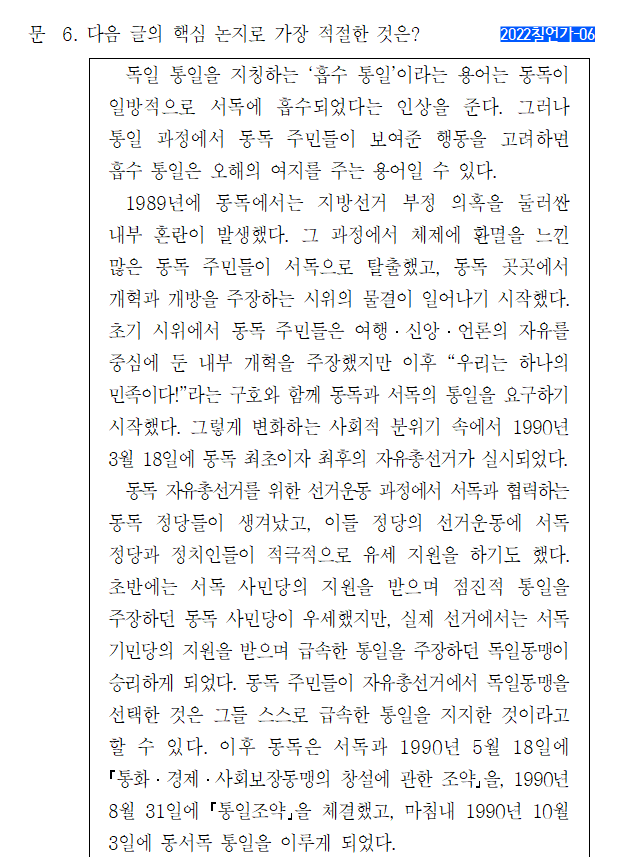 문 6. 다음 글의 핵심 논지로 가장 적절한 것은? 2022칠언가-06
독일 통일을 지칭하는 ‘흡수 통일’이라는 용어는 동독이
일방적으로 서독에 흡수되었다는 인상을 준다. 그러나
통일 과정에서 동독 주민들이 보여준 행동을 고려하면
흡수 통일은 오해의 여지를 주는 용어일 수 있다.
1989년에 동독에서는 지방선거 부정 의혹을 둘러싼
내부 혼란이 발생했다. 그 과정에서 체제에 환멸을 느낀
많은 동독 주민들이 서독으로 탈출했고, 동독 곳곳에서
개혁과 개방을 주장하는 시위의 물결이 일어나기 시작했다.
초기 시위에서 동독 주민들은 여행·신앙·언론의 자유를
중심에 둔 내부 개혁을 주장했지만 이후 “우리는 하나의
민족이다!”라는 구호와 함께 동독과 서독의 통일을 요구하기
시작했다. 그렇게 변화하는 사회적 분위기 속에서 1990년
3월 18일에 동독 최초이자 최후의 자유총선거가 실시되었다.
동독 자유총선거를 위한 선거운동 과정에서 서독과 협력하는
동독 정당들이 생겨났고, 이들 정당의 선거운동에 서독
정당과 정치인들이 적극적으로 유세 지원을 하기도 했다.
초반에는 서독 사민당의 지원을 받으며 점진적 통일을
주장하던 동독 사민당이 우세했지만, 실제 선거에서는 서독
기민당의 지원을 받으며 급속한 통일을 주장하던 독일동맹이
승리하게 되었다. 동독 주민들이 자유총선거에서 독일동맹을
선택한 것은 그들 스스로 급속한 통일을 지지한 것이라고
할 수 있다. 이후 동독은 서독과 1990년 5월 18일에
『통화·경제·사회보장동맹의 창설에 관한 조약』을, 1990년
8월 31일에 『통일조약』을 체결했고, 마침내 1990년 10월
3일에 동서독 통일을 이루게 되었다.